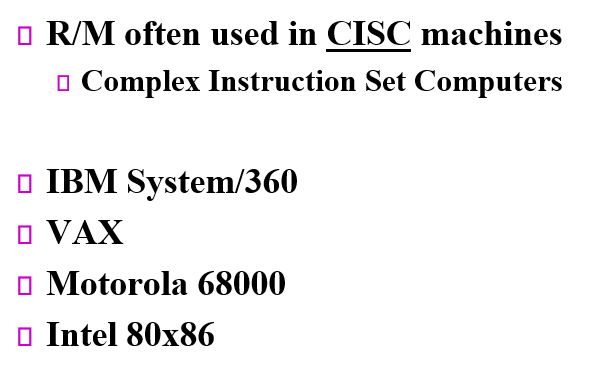 R/M often used in CISC machines
Complex Instruction Set Computers
IBM System/360
VAX
Motorola 68000
Intel 80x86